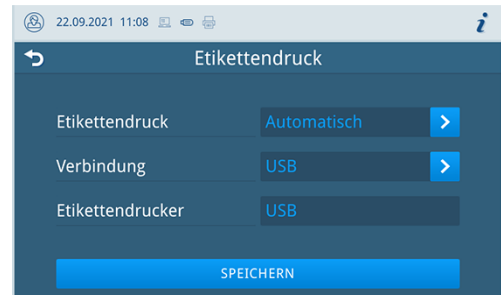 22.09.2021 11:08
i
Etikettendruck
Etikettendruck Automatisch
Verbindung USB
Etikettendrucker USB
SPEICHERN